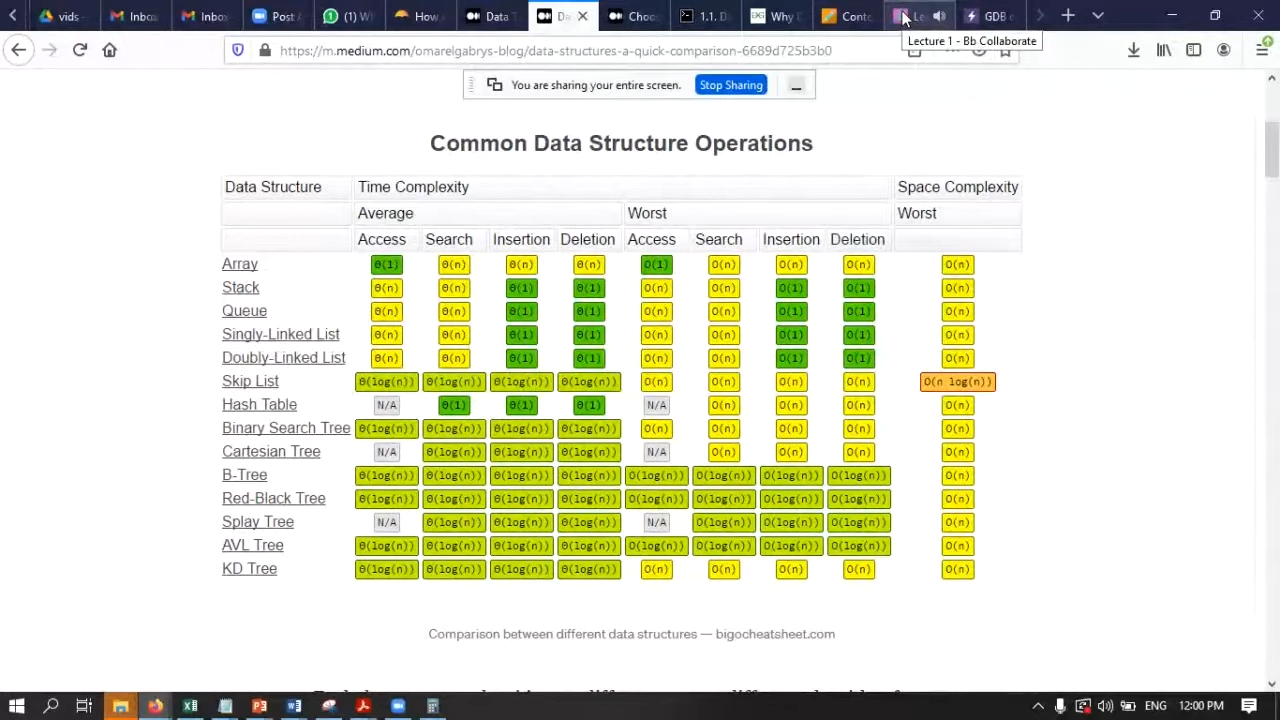 vids
Inbo
Inbox
Zoo
(1) W
How
Data
Da
Choo
1.1. D
Why
Conte
Le
GDB
https://m.medium.com/omarelgabrys-blog/data-structures-a-quick-comparison-6689d725b3b0
Lecture 1 - Bb Collaborate
You are sharing your entire screen. Stop Sharing
Common Data Structure Operations
Data Structure Time Complexity Space Complexity
Average Worst Worst
Access Search Insertion Deletion Access Search Insertion Deletion
Array Θ(1) Θ(n) Θ(n) Θ(n) O(1) O(n) O(n) O(n) O(n)
Stack Θ(n) Θ(n) Θ(1) Θ(1) O(n) O(n) O(1) O(1) O(n)
Queue Θ(n) Θ(n) Θ(1) Θ(1) O(n) O(n) O(1) O(1) O(n)
Singly-Linked List Θ(n) Θ(n) Θ(1) Θ(1) O(n) O(n) O(1) O(1) O(n)
Doubly-Linked List Θ(n) Θ(n) Θ(1) Θ(1) O(n) O(n) O(1) O(1) O(n)
Skip List Θ(log(n)) Θ(log(n)) Θ(log(n)) Θ(log(n)) O(n) O(n) O(n) O(n) O(n log(n))
Hash Table N/A Θ(1) Θ(1) Θ(1) N/A O(n) O(n) O(n) O(n)
Binary Search Tree Θ(log(n)) Θ(log(n)) Θ(log(n)) Θ(log(n)) O(n) O(n) O(n) O(n) O(n)
Cartesian Tree N/A Θ(log(n)) Θ(log(n)) Θ(log(n)) N/A O(n) O(n) O(n) O(n)
B-Tree Θ(log(n)) Θ(log(n)) Θ(log(n)) Θ(log(n)) O(log(n)) O(log(n)) O(log(n)) O(log(n)) O(n)
Red-Black Tree Θ(log(n)) Θ(log(n)) Θ(log(n)) Θ(log(n)) O(log(n)) O(log(n)) O(log(n)) O(log(n)) O(n)
Splay Tree N/A Θ(log(n)) Θ(log(n)) Θ(log(n)) N/A O(log(n)) O(log(n)) O(log(n)) O(n)
AVL Tree Θ(log(n)) Θ(log(n)) Θ(log(n)) Θ(log(n)) O(log(n)) O(log(n)) O(log(n)) O(log(n)) O(n)
KD Tree Θ(log(n)) Θ(log(n)) Θ(log(n)) Θ(log(n)) O(n) O(n) O(n) O(n) O(n)
Comparison between different data structures — bigocheatsheet.com
ENG 12:00 PM